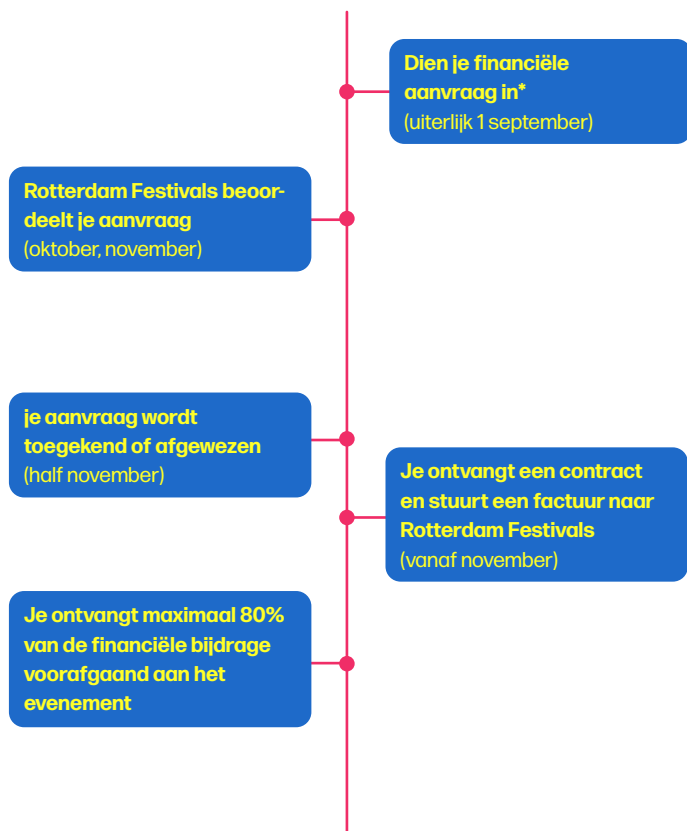 Dien je financiële
aanvraag in*
(uiterlijk 1 september)
Rotterdam Festivals beoor-
deelt je aanvraag
(oktober, november)
je aanvraag wordt
toegekend of afgewezen
(half november)
Je ontvangt een contract
en stuurt een factuur naar
Rotterdam Festivals
(vanaf november)
Je ontvangt maximaal 80%
van de financiële bijdrage
voorafgaand aan het
evenement